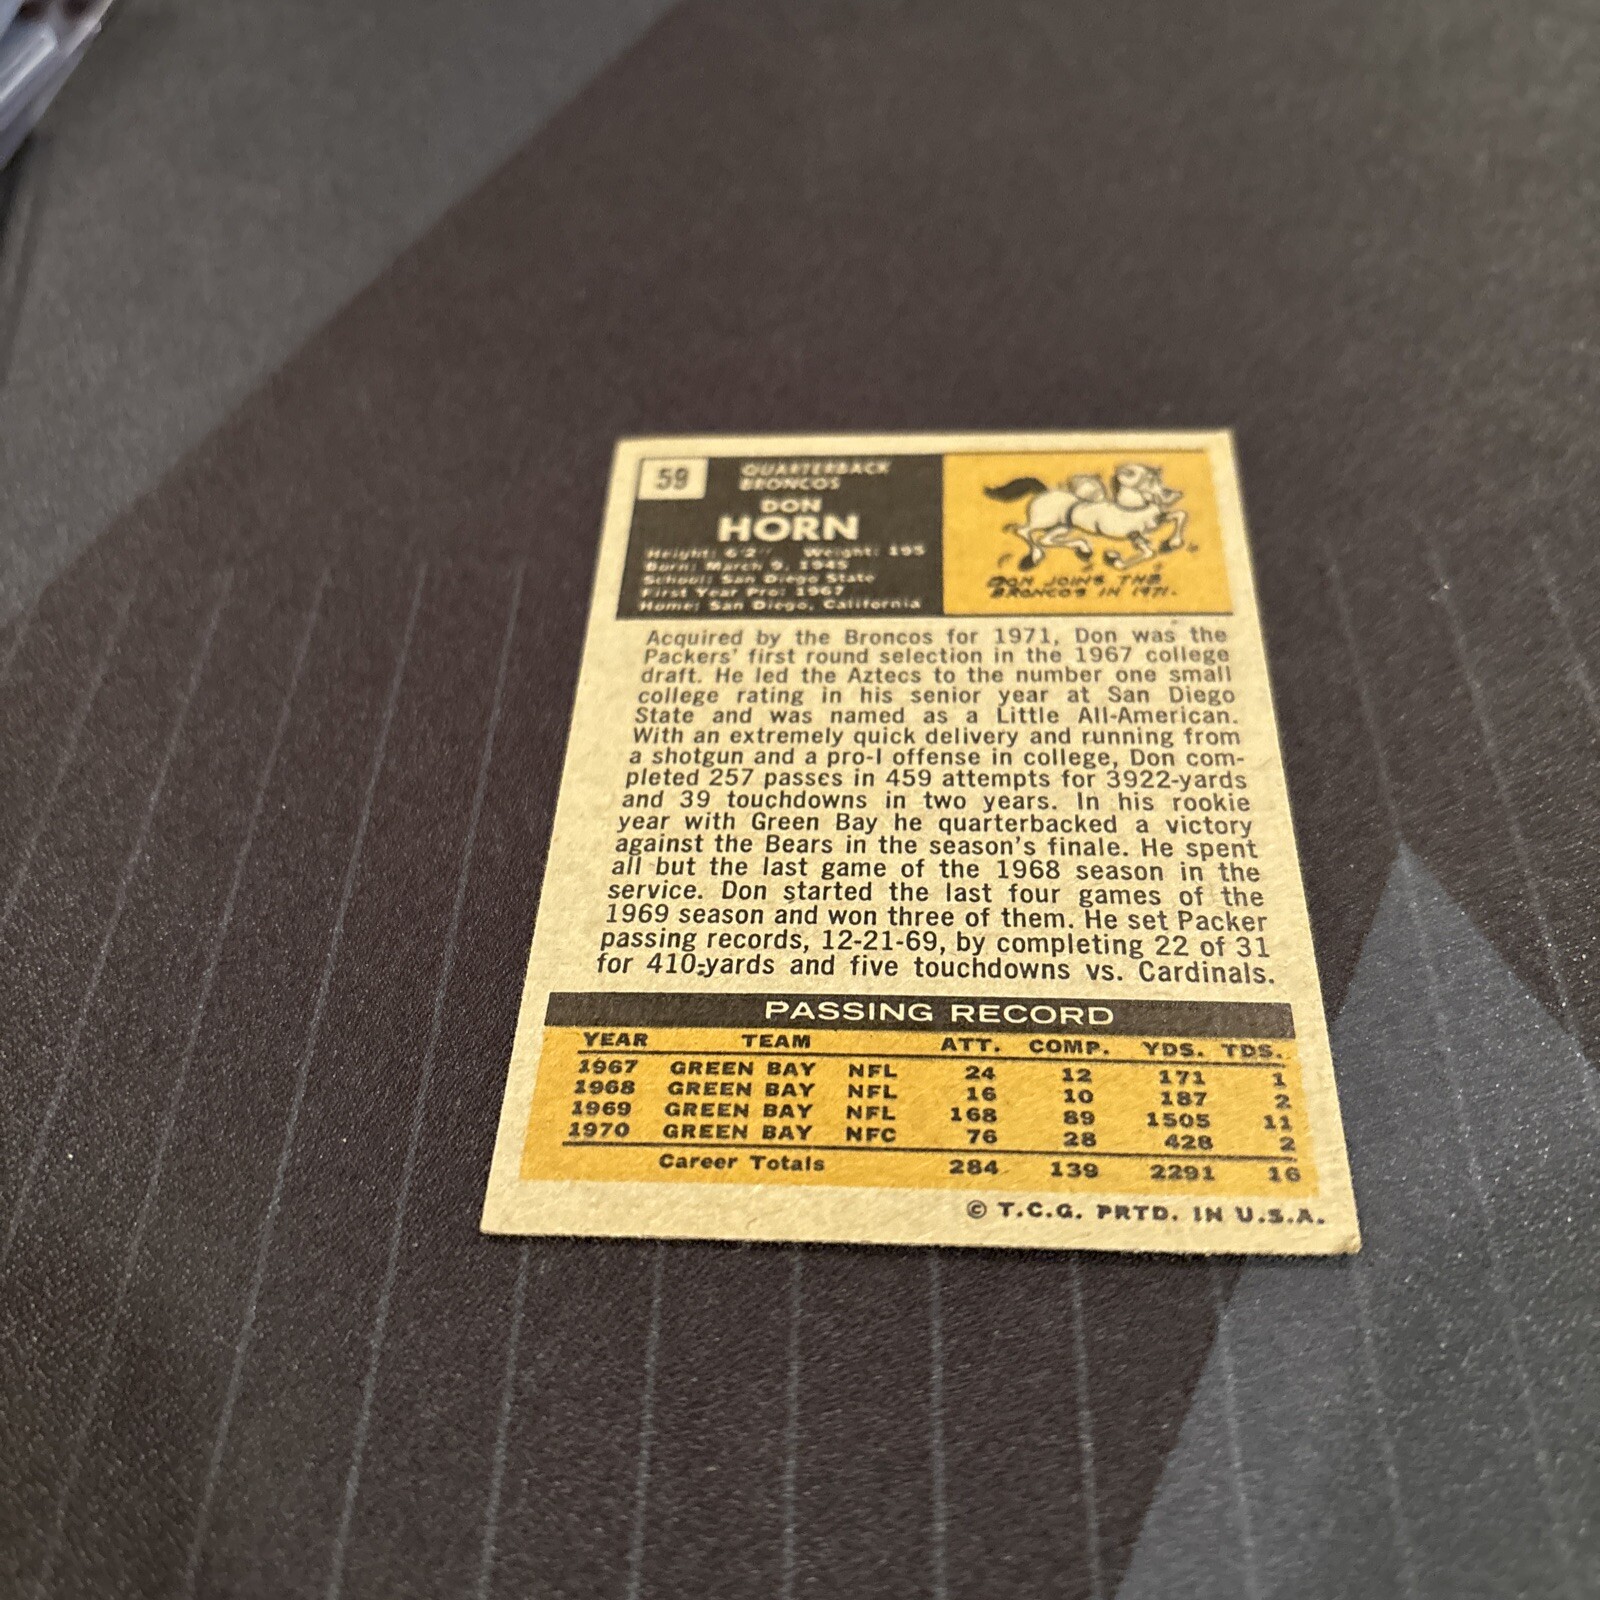 59
QUARTERBACK
BRONCOS
DON
HORN
Height: 6'2" Weight: 195
Born: March 9, 1945
School: San Diego State
First Year Pro: 1967
Home: San Diego, California
DON JOINS THE
BRONCOS IN 1971.
Acquired by the Broncos for 1971, Don was the
Packers' first round selection in the 1967 college
draft. He led the Aztecs to the number one small
college rating in his senior year at San Diego
State and was named as a Little All-American.
With an extremely quick delivery and running from
a shotgun and a pro-I offense in college, Don com-
pleted 257 passes in 459 attempts for 3922-yards
and 39 touchdowns in two years. In his rookie
year with Green Bay he quarterbacked a victory
against the Bears in the season's finale. He spent
all but the last game of the 1968 season in the
service. Don started the last four games of the
1969 season and won three of them. He set Packer
passing records, 12-21-69, by completing 22 of 31
for 410-yards and five touchdowns vs. Cardinals.
PASSING RECORD
YEAR TEAM ATT. COMP. YDS. TDS.
1967 GREEN BAY NFL 24 12 171 1
1968 GREEN BAY NFL 16 10 187 2
1969 GREEN BAY NFL 168 89 1505 11
1970 GREEN BAY NFC 76 28 428 2
Career Totals 284 139 2291 16
© T.C.G. PRTD. IN U.S.A.